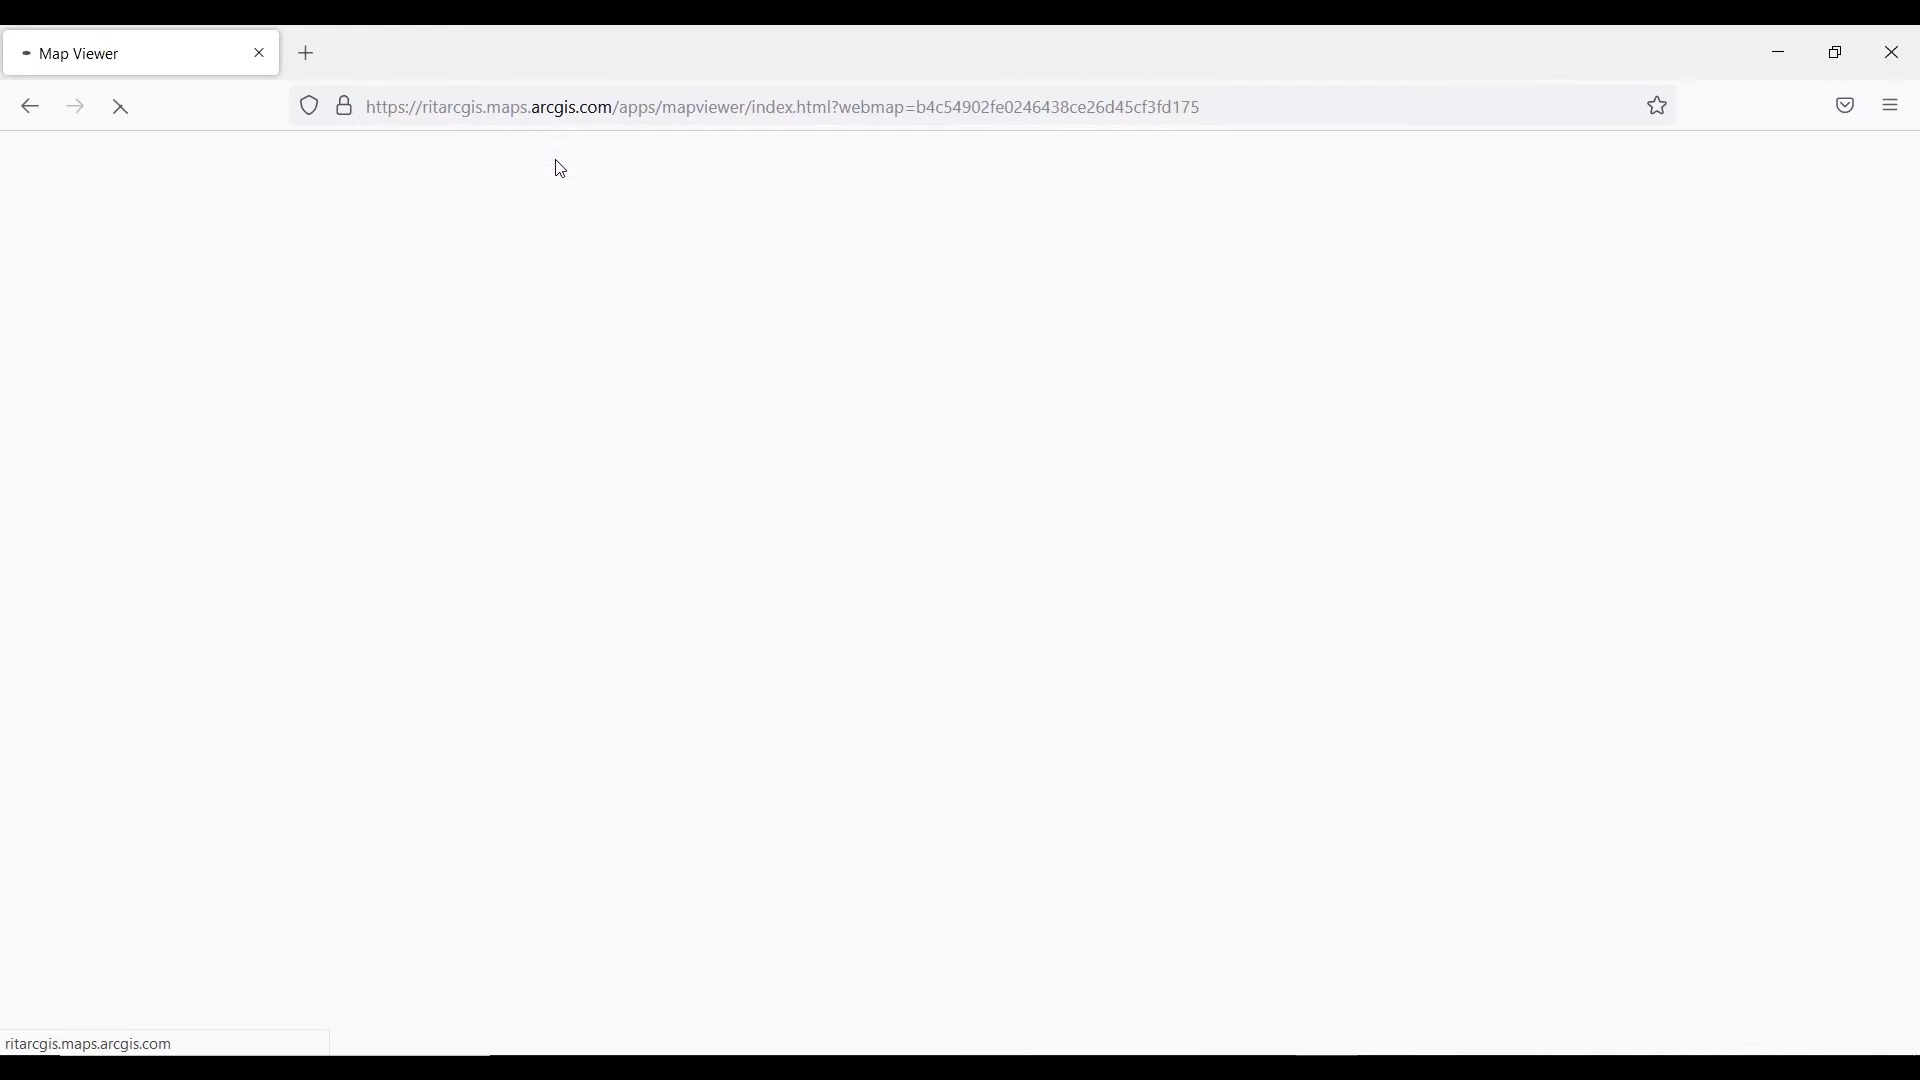 Map Viewer
https://ritarcgis.maps.arcgis.com/apps/mapviewer/index.html?webmap=b4c54902fe0246438ce26d45cf3fd175
ritarcgis.maps.arcgis.com